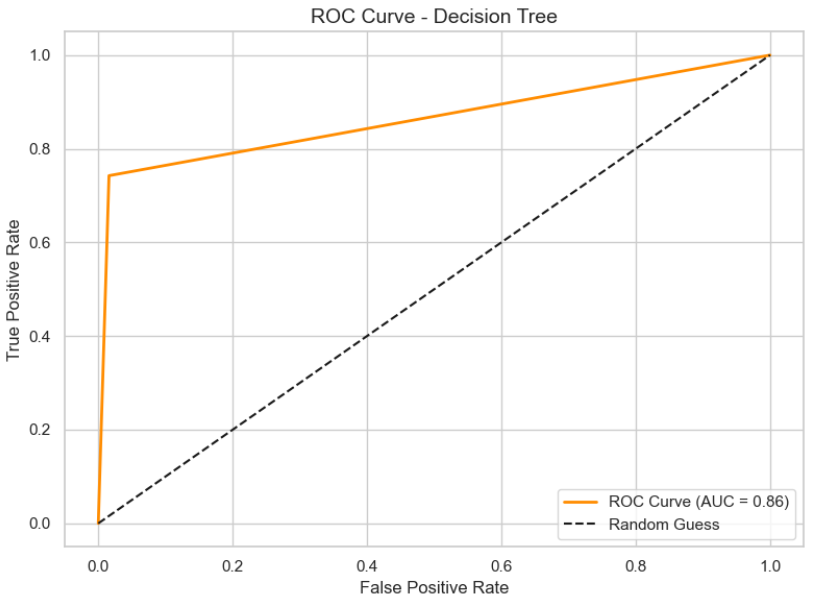 ROC Curve - Decision Tree
True Positive Rate
1.0
0.8
0.6
0.4
0.2
0.0
ROC Curve (AUC = 0.86)
Random Guess
0.0 0.2 0.4 0.6 0.8 1.0
False Positive Rate